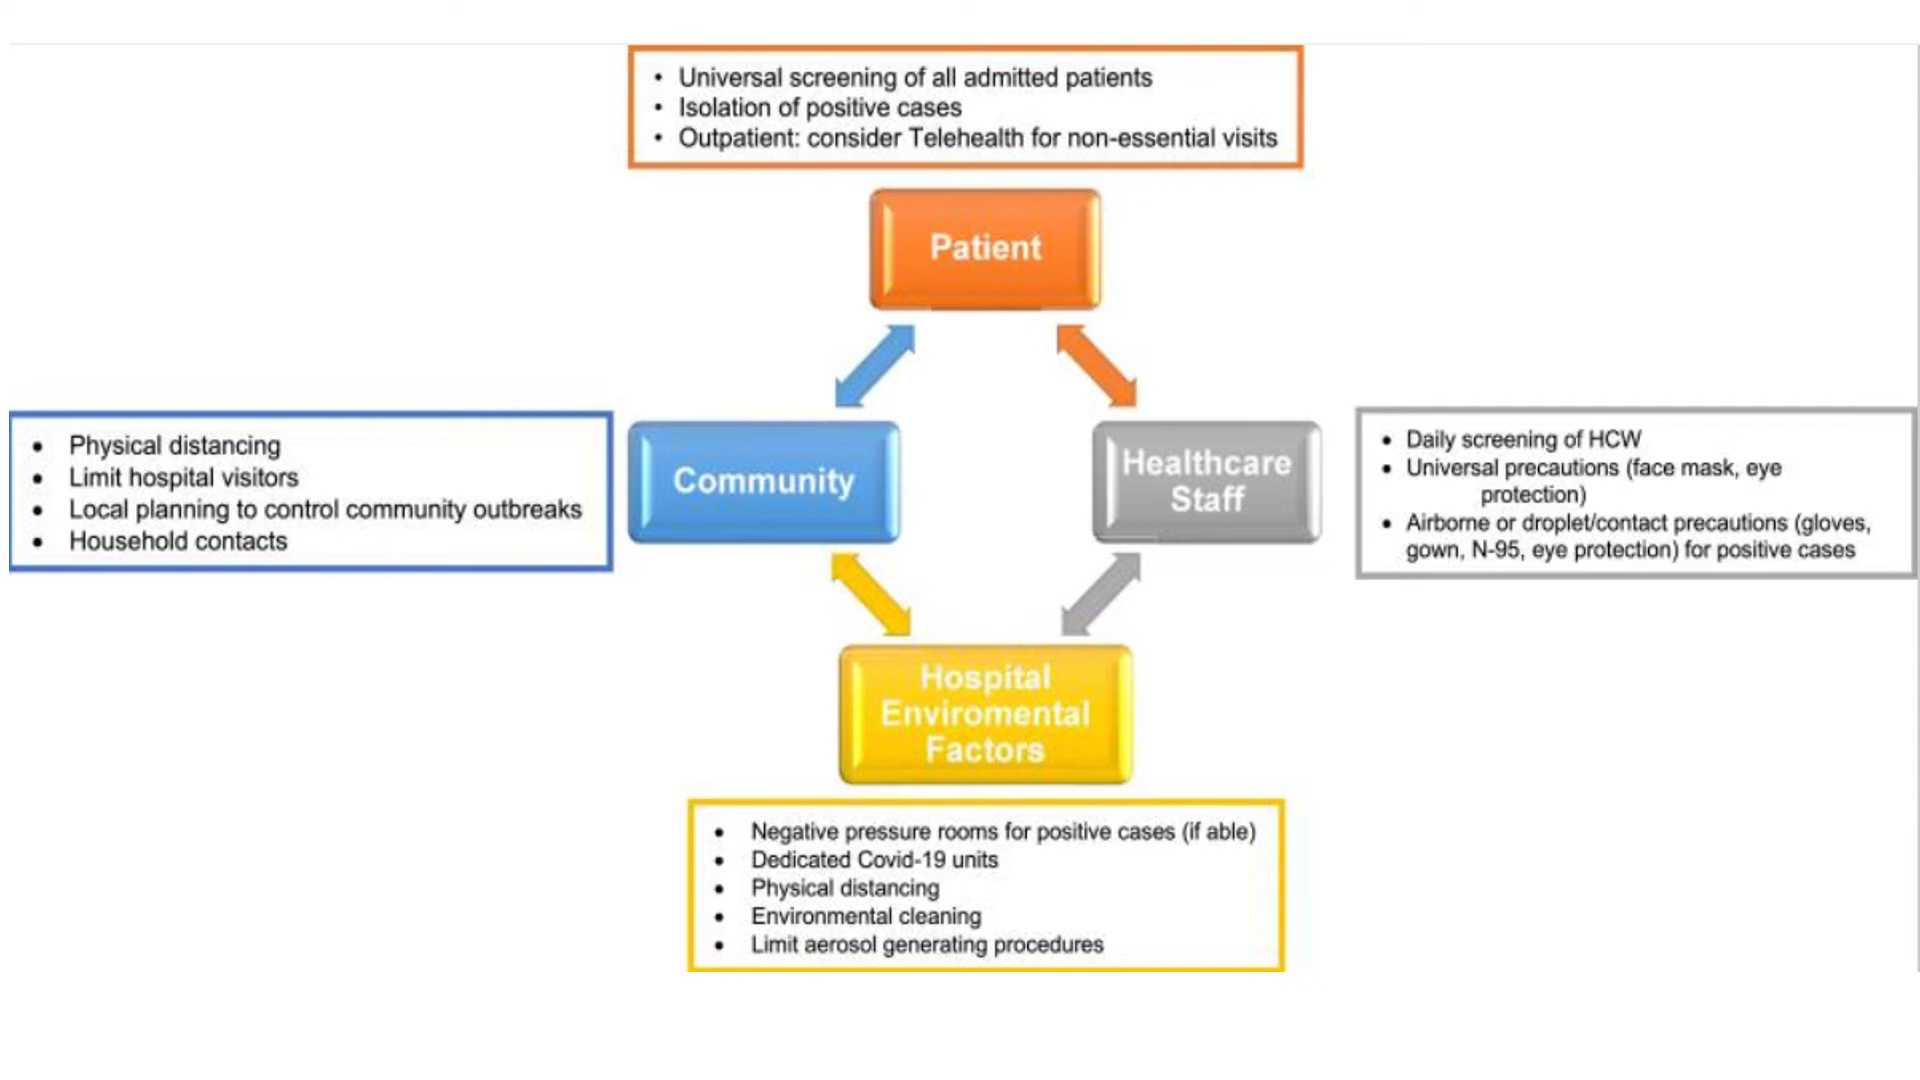 • Universal screening of all admitted patients
• Isolation of positive cases
• Outpatient: consider Telehealth for non-essential visits
Patient
• Physical distancing
• Limit hospital visitors
• Local planning to control community outbreaks
• Household contacts
Community
Healthcare
Staff
• Daily screening of HCW
• Universal precautions (face mask, eye
protection)
• Airborne or droplet/contact precautions (gloves,
gown, N-95, eye protection) for positive cases
Hospital
Enviromental
Factors
• Negative pressure rooms for positive cases (if able)
• Dedicated Covid-19 units
• Physical distancing
• Environmental cleaning
• Limit aerosol generating procedures